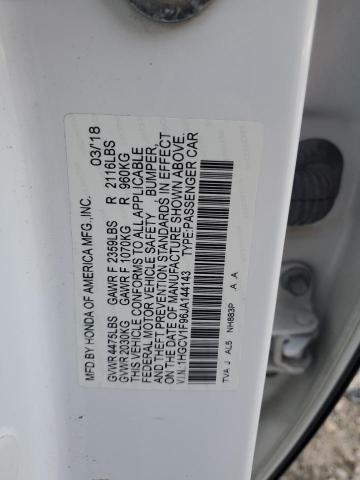 MFD BY HONDA OF AMERICA MFG.,INC. 03/'18
GVWR 4475LBS GAWR F 2359LBS R 2116LBS
GVWR 2030KG GAWR F 1070KG R 960KG
THIS VEHICLE CONFORMS TO ALL APPLICABLE
FEDERAL MOTOR VEHICLE SAFETY, BUMPER,
AND THEFT PREVENTION STANDARDS IN EFFECT
ON THE DATE OF MANUFACTURE SHOWN ABOVE.
V.I.N.:1HGCV1F96JA144143 TYPE:PASSENGER CAR
TVA J AL5 NH883P A A